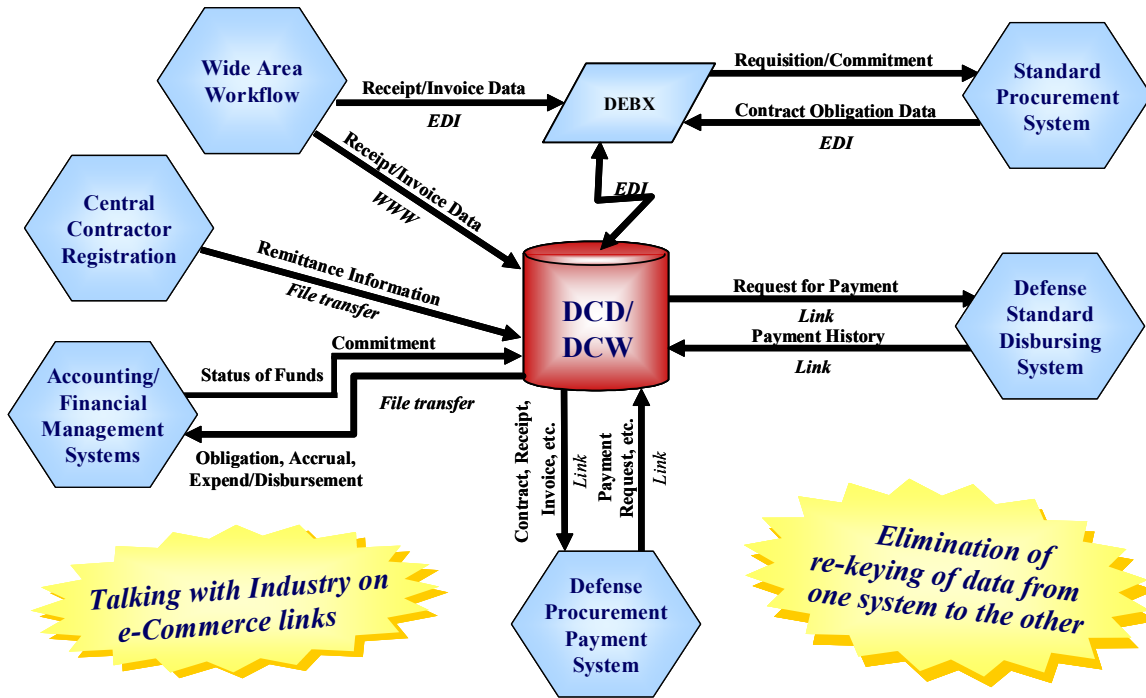 Wide Area
Workflow
Receipt/Invoice Data
EDI
DEBX
Requisition/Commitment
Contract Obligation Data
EDI
Standard
Procurement
System
Receipt/Invoice Data
WWW
EDI
Central
Contractor
Registration
Remittance Information
File transfer
DCD/
DCW
Request for Payment
Link
Payment History
Link
Defense
Standard
Disbursing
System
Commitment
Status of Funds
File transfer
Accounting/
Financial
Management
Systems
Obligation, Accrual,
Expend/Disbursement
Contract, Receipt,
Invoice, etc.
Link
Payment
Request, etc.
Link
Defense
Procurement
Payment
System
Talking with Industry on
e-Commerce links
Elimination of
re-keying of data from
one system to the other